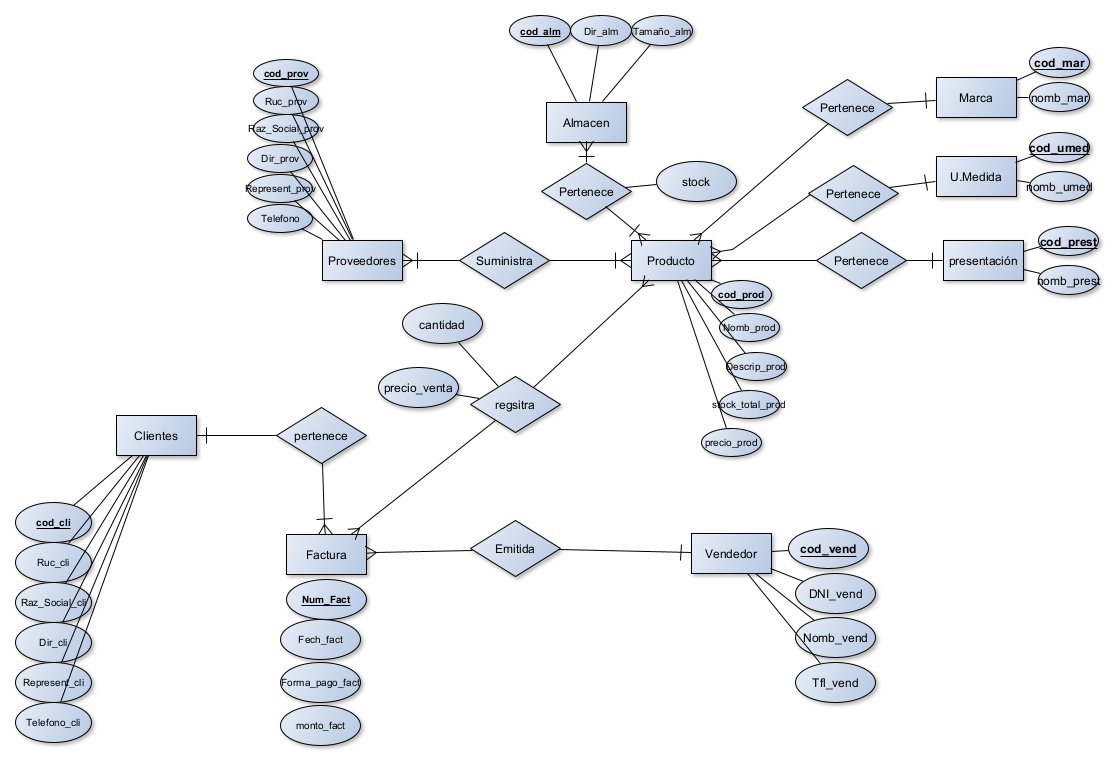 cod_alm
Dir_alm
Tamaño_alm
cod_prov
Ruc_prov
Raz_Social_prov
Dir_prov
Represent_prov
Telefono
Proveedores
Almacen
Pertenece
stock
Suministra
Producto
Pertenece
Marca
cod_mar
nomb_mar
Pertenece
U.Medida
cod_umed
nomb_umed
Pertenece
presentación
cod_prest
nomb_prest
cod_prod
Nomb_prod
Descrip_prod
stock_total_prod
precio_prod
cantidad
precio_venta
regsitra
Clientes
pertenece
cod_cli
Ruc_cli
Raz_Social_cli
Dir_cli
Represent_cli
Telefono_cli
Factura
Num_Fact
Fech_fact
Forma_pago_fact
monto_fact
Emitida
Vendedor
cod_vend
DNI_vend
Nomb_vend
Tfl_vend